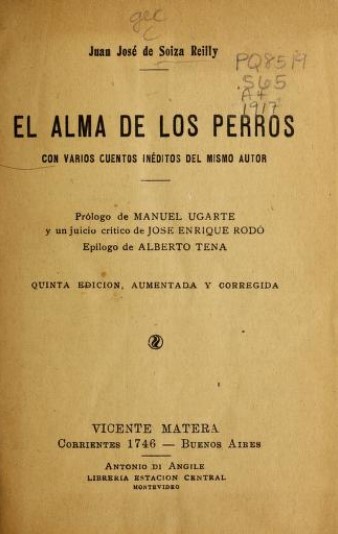 gec
Juan José de Soiza Reilly
PQ8519
.S65
A4
1917
EL ALMA DE LOS PERROS
CON VARIOS CUENTOS INÉDITOS DEL MISMO AUTOR
Prólogo de MANUEL UGARTE
y un juicio crítico de JOSE ENRIQUE RODÓ
Epílogo de ALBERTO TENA
QUINTA EDICION, AUMENTADA Y CORREGIDA
VICENTE MATERA
CORRIENTES 1746 — BUENOS AIRES
ANTONIO DI ANGILE
LIBRERIA ESTACION CENTRAL
MONTEVIDEO